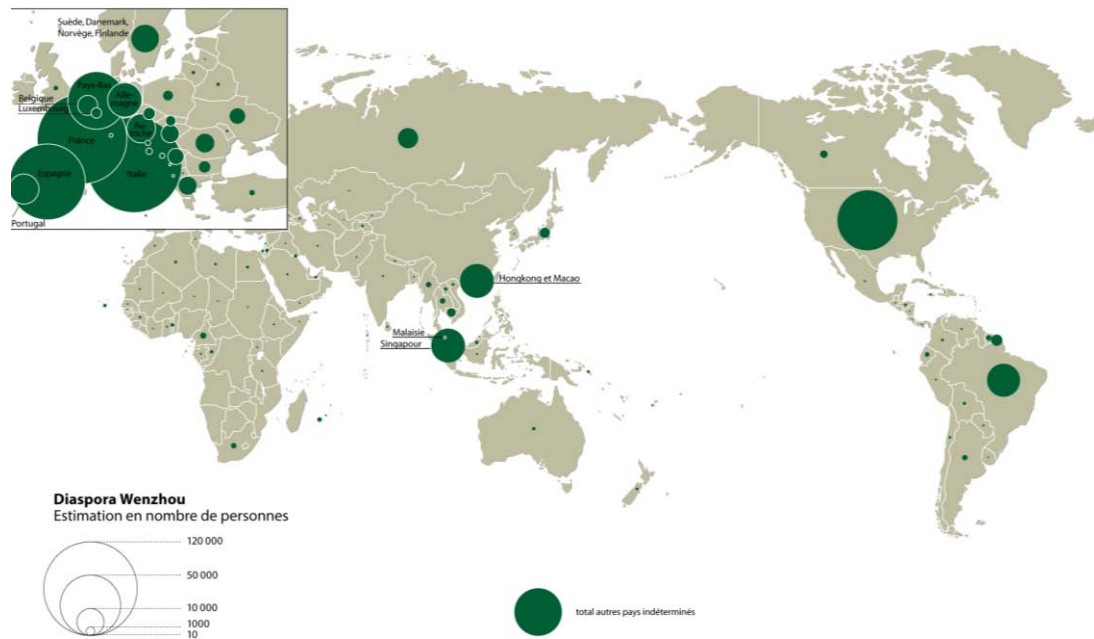 Suède, Danemark,
Norvège, Finlande
Pays-Bas
Alle-
magne
Belgique
Luxembourg
Au-
triche
France
Espagne
Italie
Portugal
Hongkong et Macao
Malaisie
Singapour
Diaspora Wenzhou
Estimation en nombre de personnes
120 000
50 000
10 000
1000
10
total autres pays indéterminés